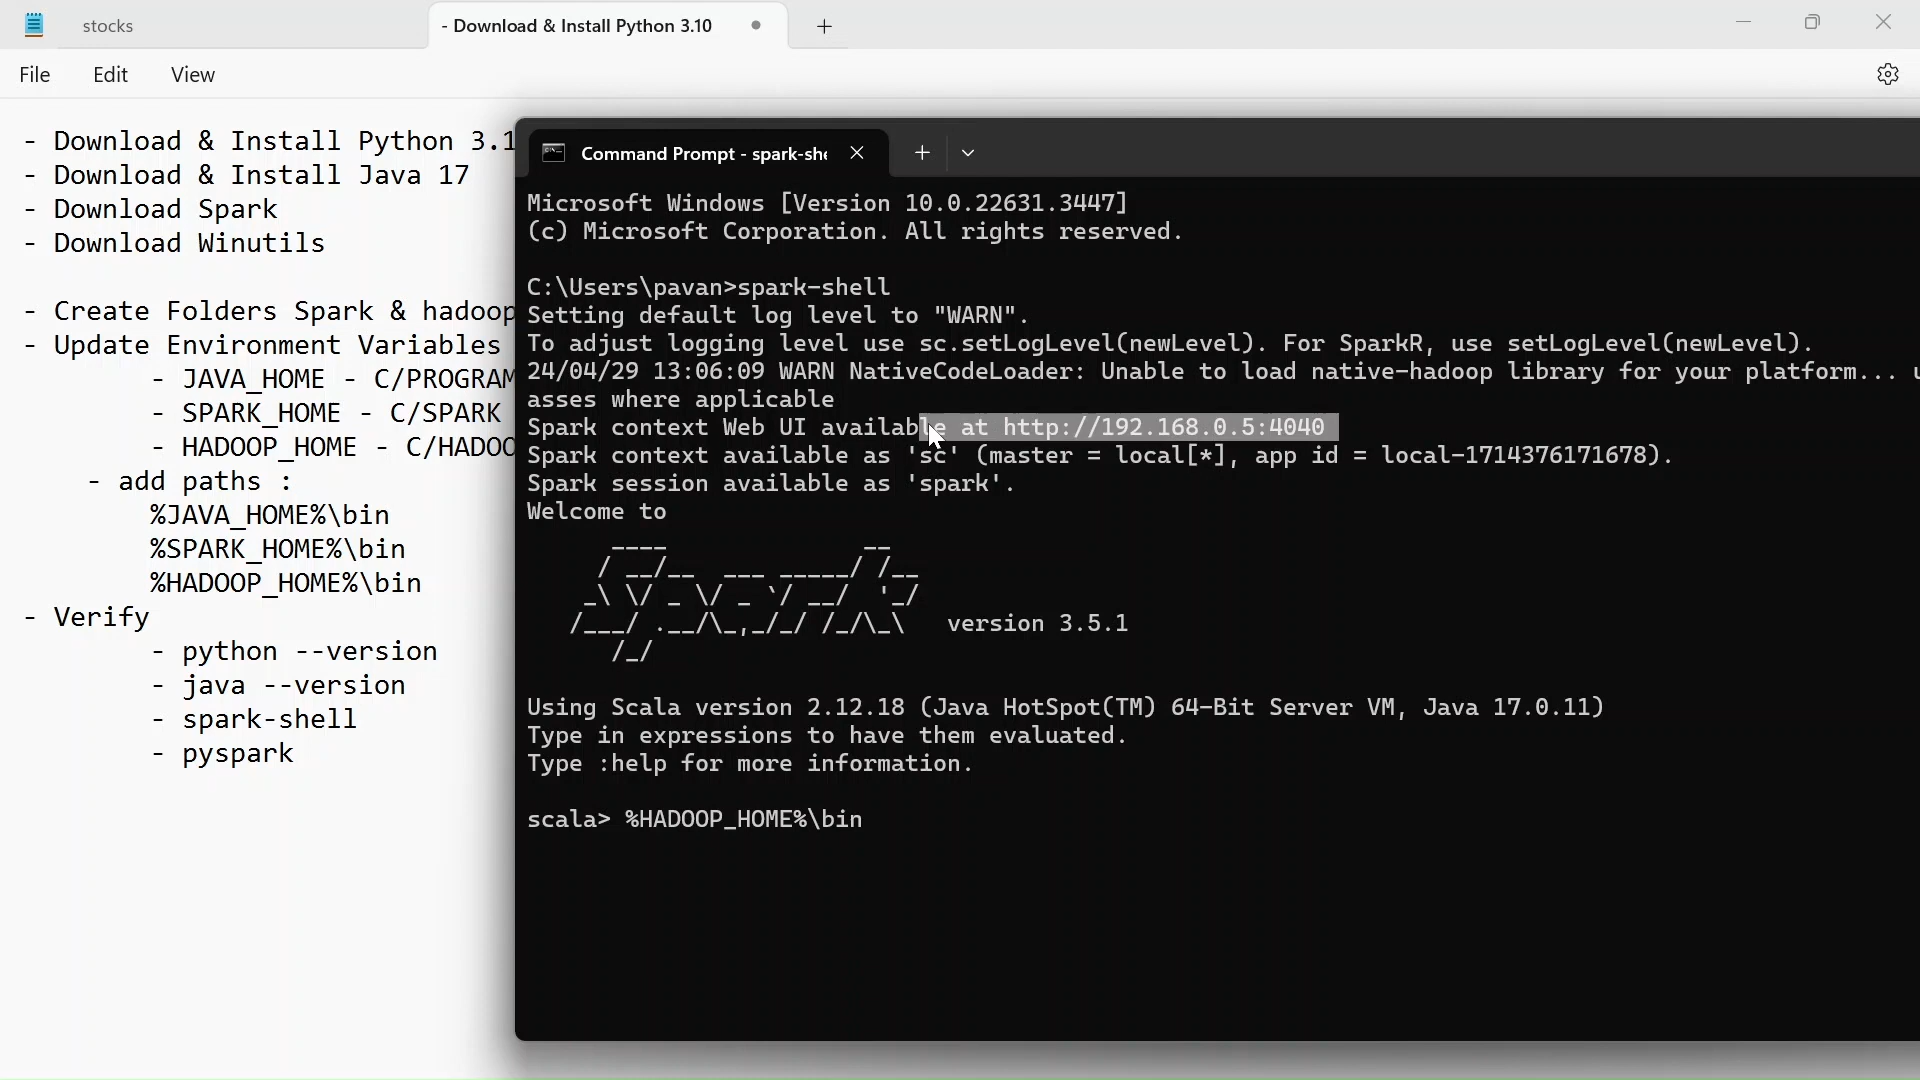 stocks
- Download & Install Python 3.10
File
Edit
View
- Download & Install Python 3.1
- Download & Install Java 17
- Download Spark
- Download Winutils
- Create Folders Spark & hadoop
- Update Environment Variables
- JAVA_HOME - C/PROGRAM
- SPARK_HOME - C/SPARK
- HADOOP_HOME - C/HADOO
- add paths :
%JAVA_HOME%\bin
%SPARK_HOME%\bin
%HADOOP_HOME%\bin
- Verify
- python --version
- java --version
- spark-shell
- pyspark
Command Prompt - spark-she
Microsoft Windows [Version 10.0.22631.3447]
(c) Microsoft Corporation. All rights reserved.
C:\Users\pavan>spark-shell
Setting default log level to "WARN".
To adjust logging level use sc.setLogLevel(newLevel). For SparkR, use setLogLevel(newLevel).
24/04/29 13:06:09 WARN NativeCodeLoader: Unable to load native-hadoop library for your platform...
asses where applicable
Spark context Web UI available at http://192.168.0.5:4040
Spark context available as 'sc' (master = local[*], app id = local-1714376171678).
Spark session available as 'spark'.
Welcome to
Spark version 3.5.1
Using Scala version 2.12.18 (Java HotSpot(TM) 64-Bit Server VM, Java 17.0.11)
Type in expressions to have them evaluated.
Type :help for more information.
scala> %HADOOP_HOME%\bin